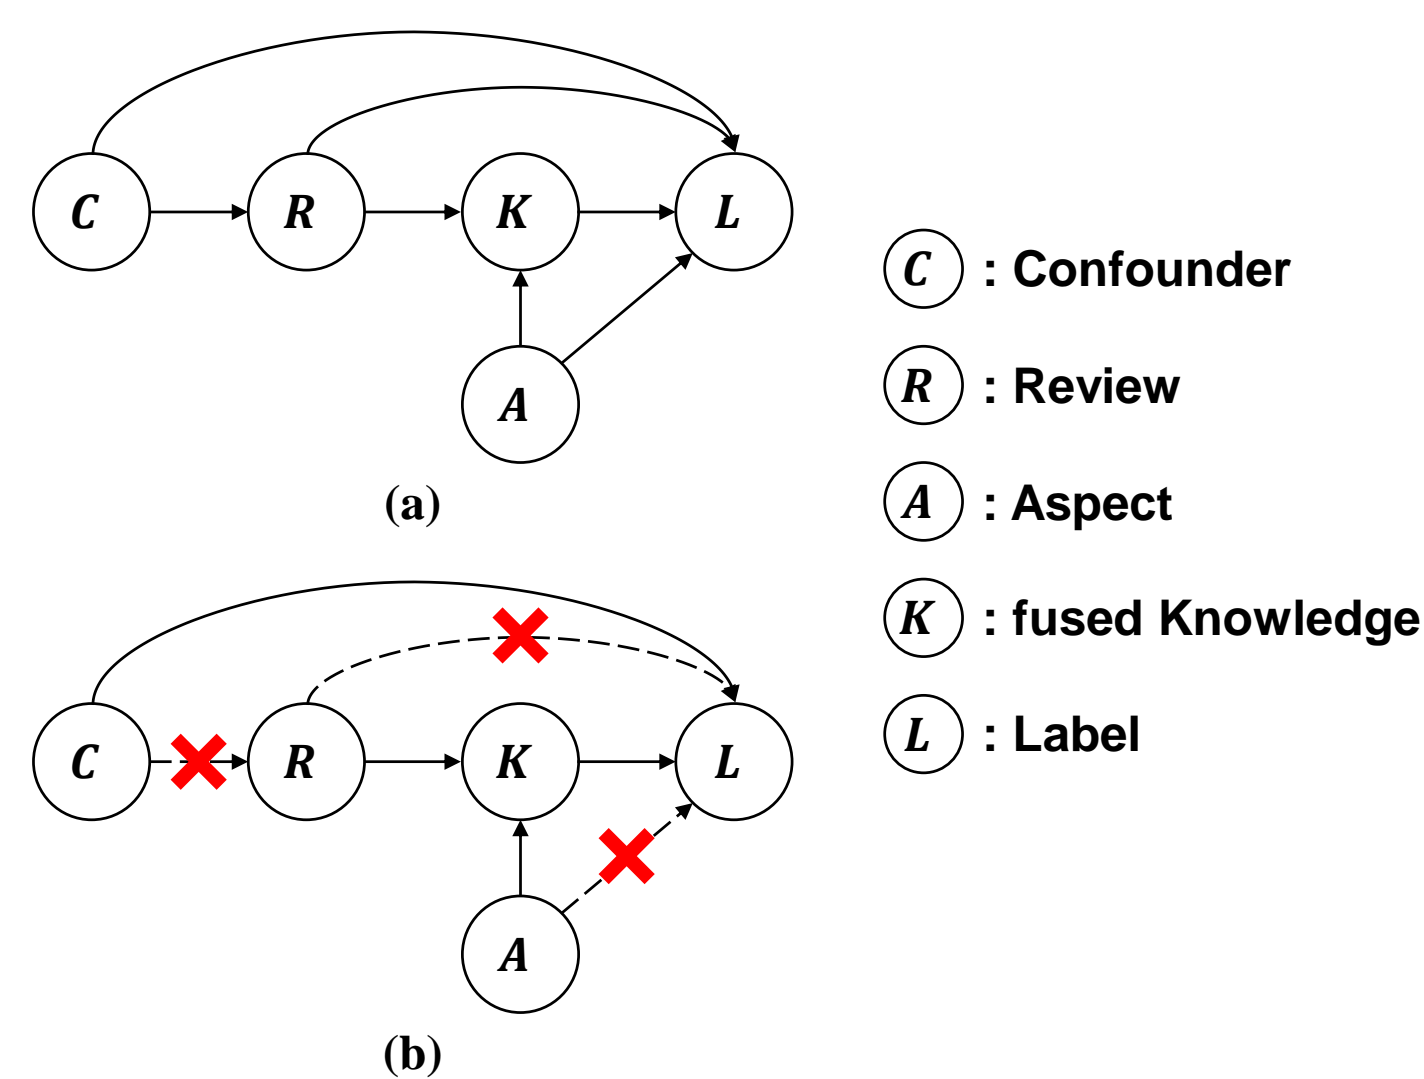 C R K L
A
(a)
C R K L
A
(b)
C : Confounder
R : Review
A : Aspect
K : fused Knowledge
L : Label